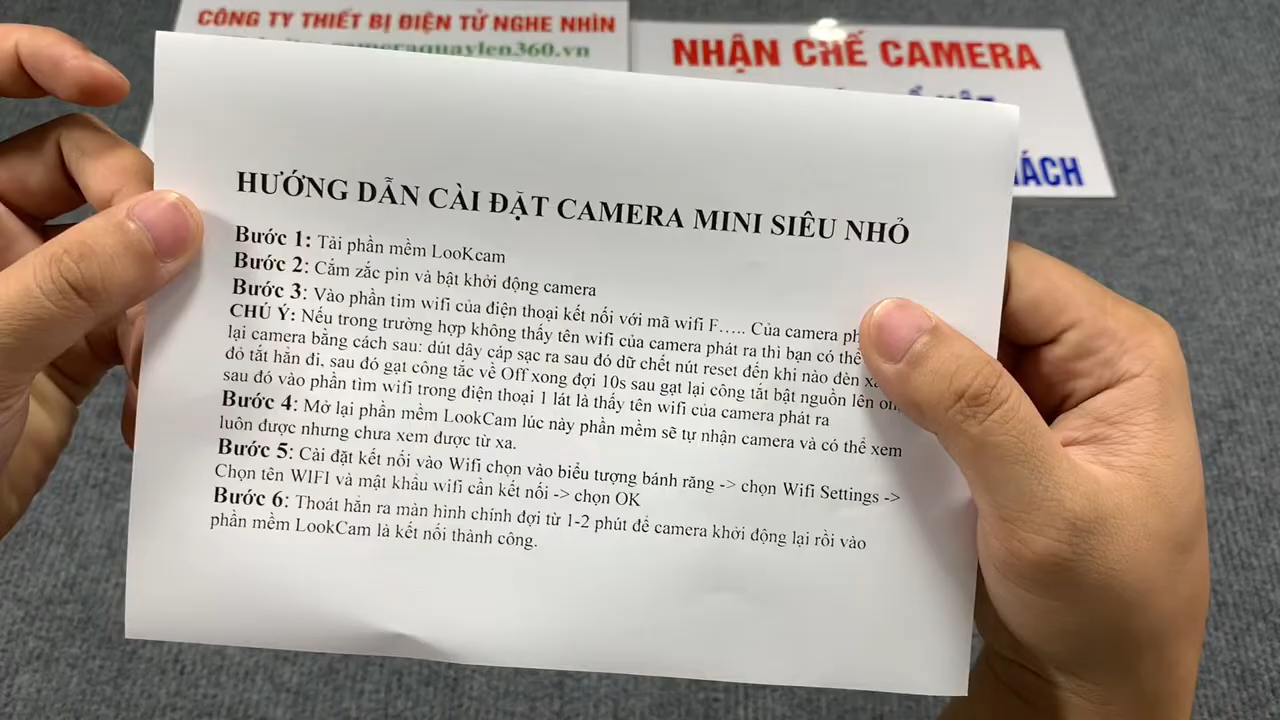 CÔNG TY THIẾT BỊ ĐIỆN TỬ NGHE NHÌN
cameraquaylen360.vn
NHẬN CHẾ CAMERA
HƯỚNG DẪN CÀI ĐẶT CAMERA MINI SIÊU NHỎ
Bước 1: Tải phần mềm LooKcam
Bước 2: Cắm zắc pin và bật khởi động camera
Bước 3: Vào phần tìm wifi của điện thoại kết nối với mã wifi F..... Của camera
CHÚ Ý: Nếu trong trường hợp không thấy tên wifi của camera phát ra thì bạn có thể
lại camera bằng cách sau: dút dây cáp sạc ra sau đó dữ chết nút reset đến khi nào đèn
đỏ tắt hẳn đi, sau đó gạt công tắc về Off xong đợi 10s sau gạt lại công tắt bật nguồn lên on,
sau đó vào phần tìm wifi trong điện thoại 1 lát là thấy tên wifi của camera phát ra
Bước 4: Mở lại phần mềm LookCam lúc này phần mềm sẽ tự nhận camera và có thể xem
luôn được nhưng chưa xem được từ xa.
Bước 5: Cài đặt kết nối vào Wifi chọn vào biểu tượng bánh răng -> chọn Wifi Settings ->
Chọn tên WIFI và mật khẩu wifi cần kết nối -> chọn OK
Bước 6: Thoát hẳn ra màn hình chính đợi từ 1-2 phút để camera khởi động lại rồi vào
phần mềm LookCam là kết nối thành công.